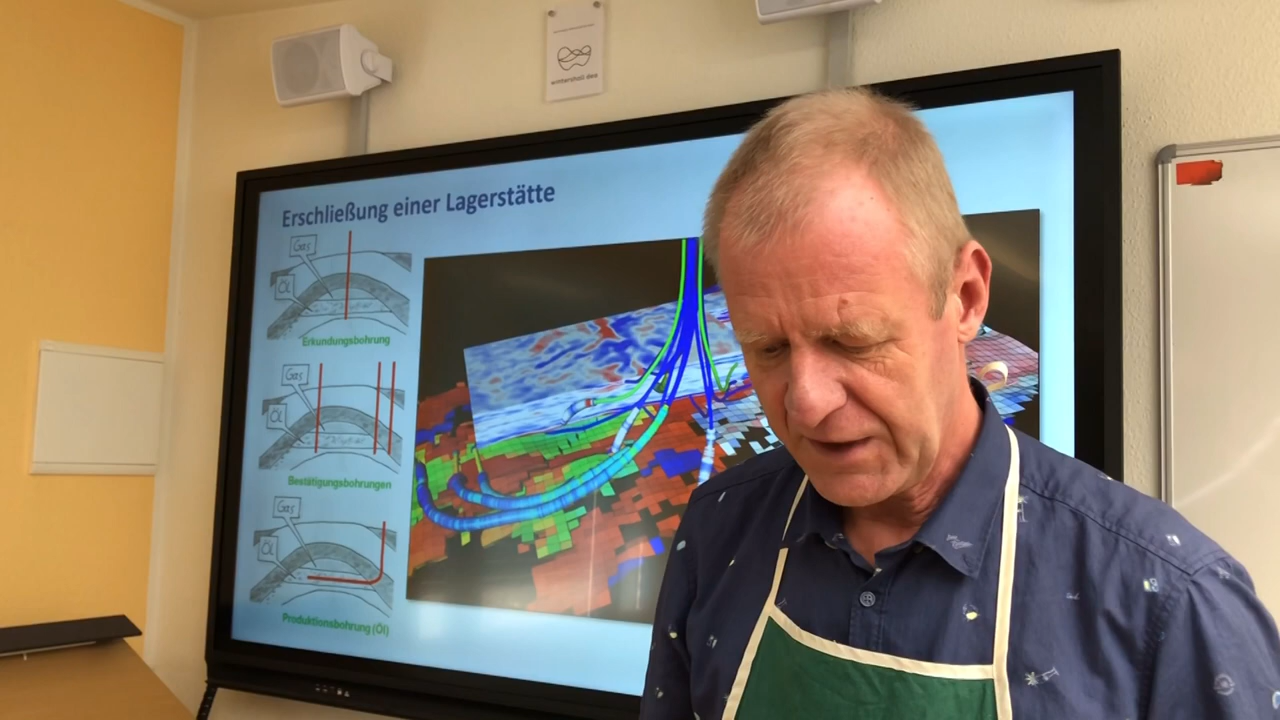 wintershall dea
Erschließung einer Lagerstätte
Gas
Öl
Erkundungsbohrung
Gas
Öl
Bestätigungsbohrungen
Gas
Öl
Produktionsbohrung (Öl)